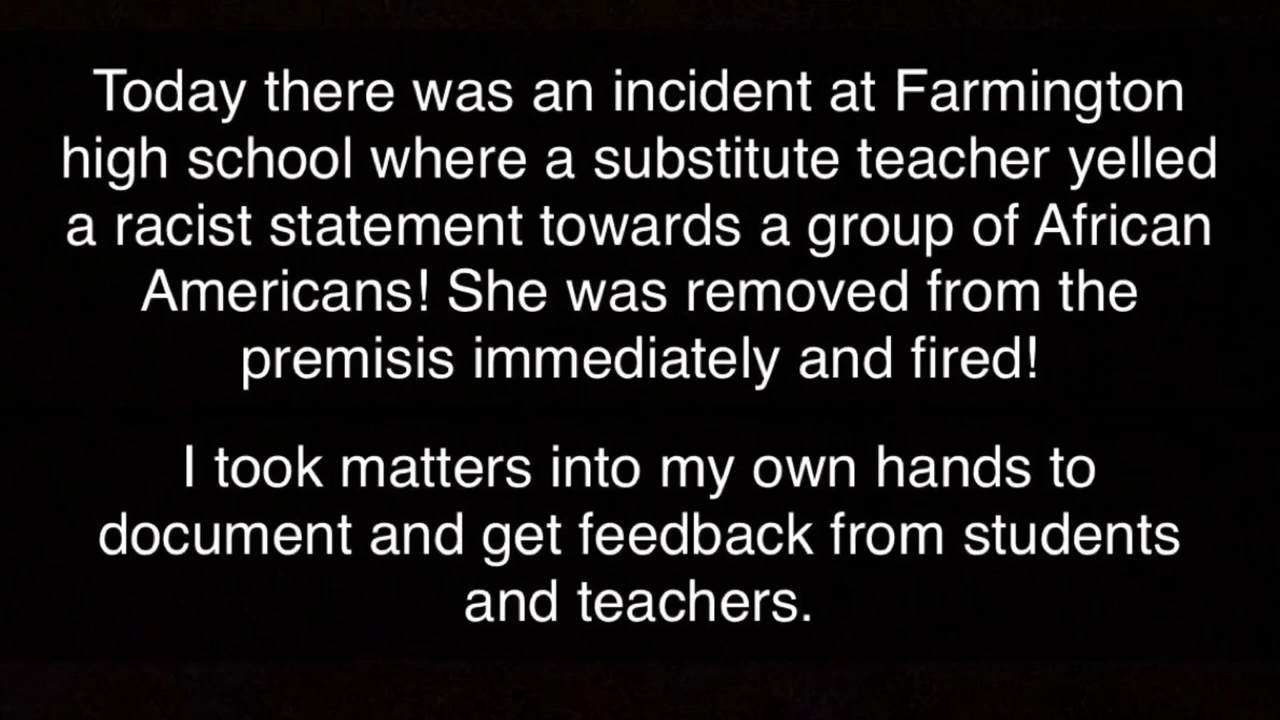 Today there was an incident at Farmington
high school where a substitute teacher yelled
a racist statement towards a group of African
Americans! She was removed from the
premisis immediately and fired!
I took matters into my own hands to
document and get feedback from students
and teachers.